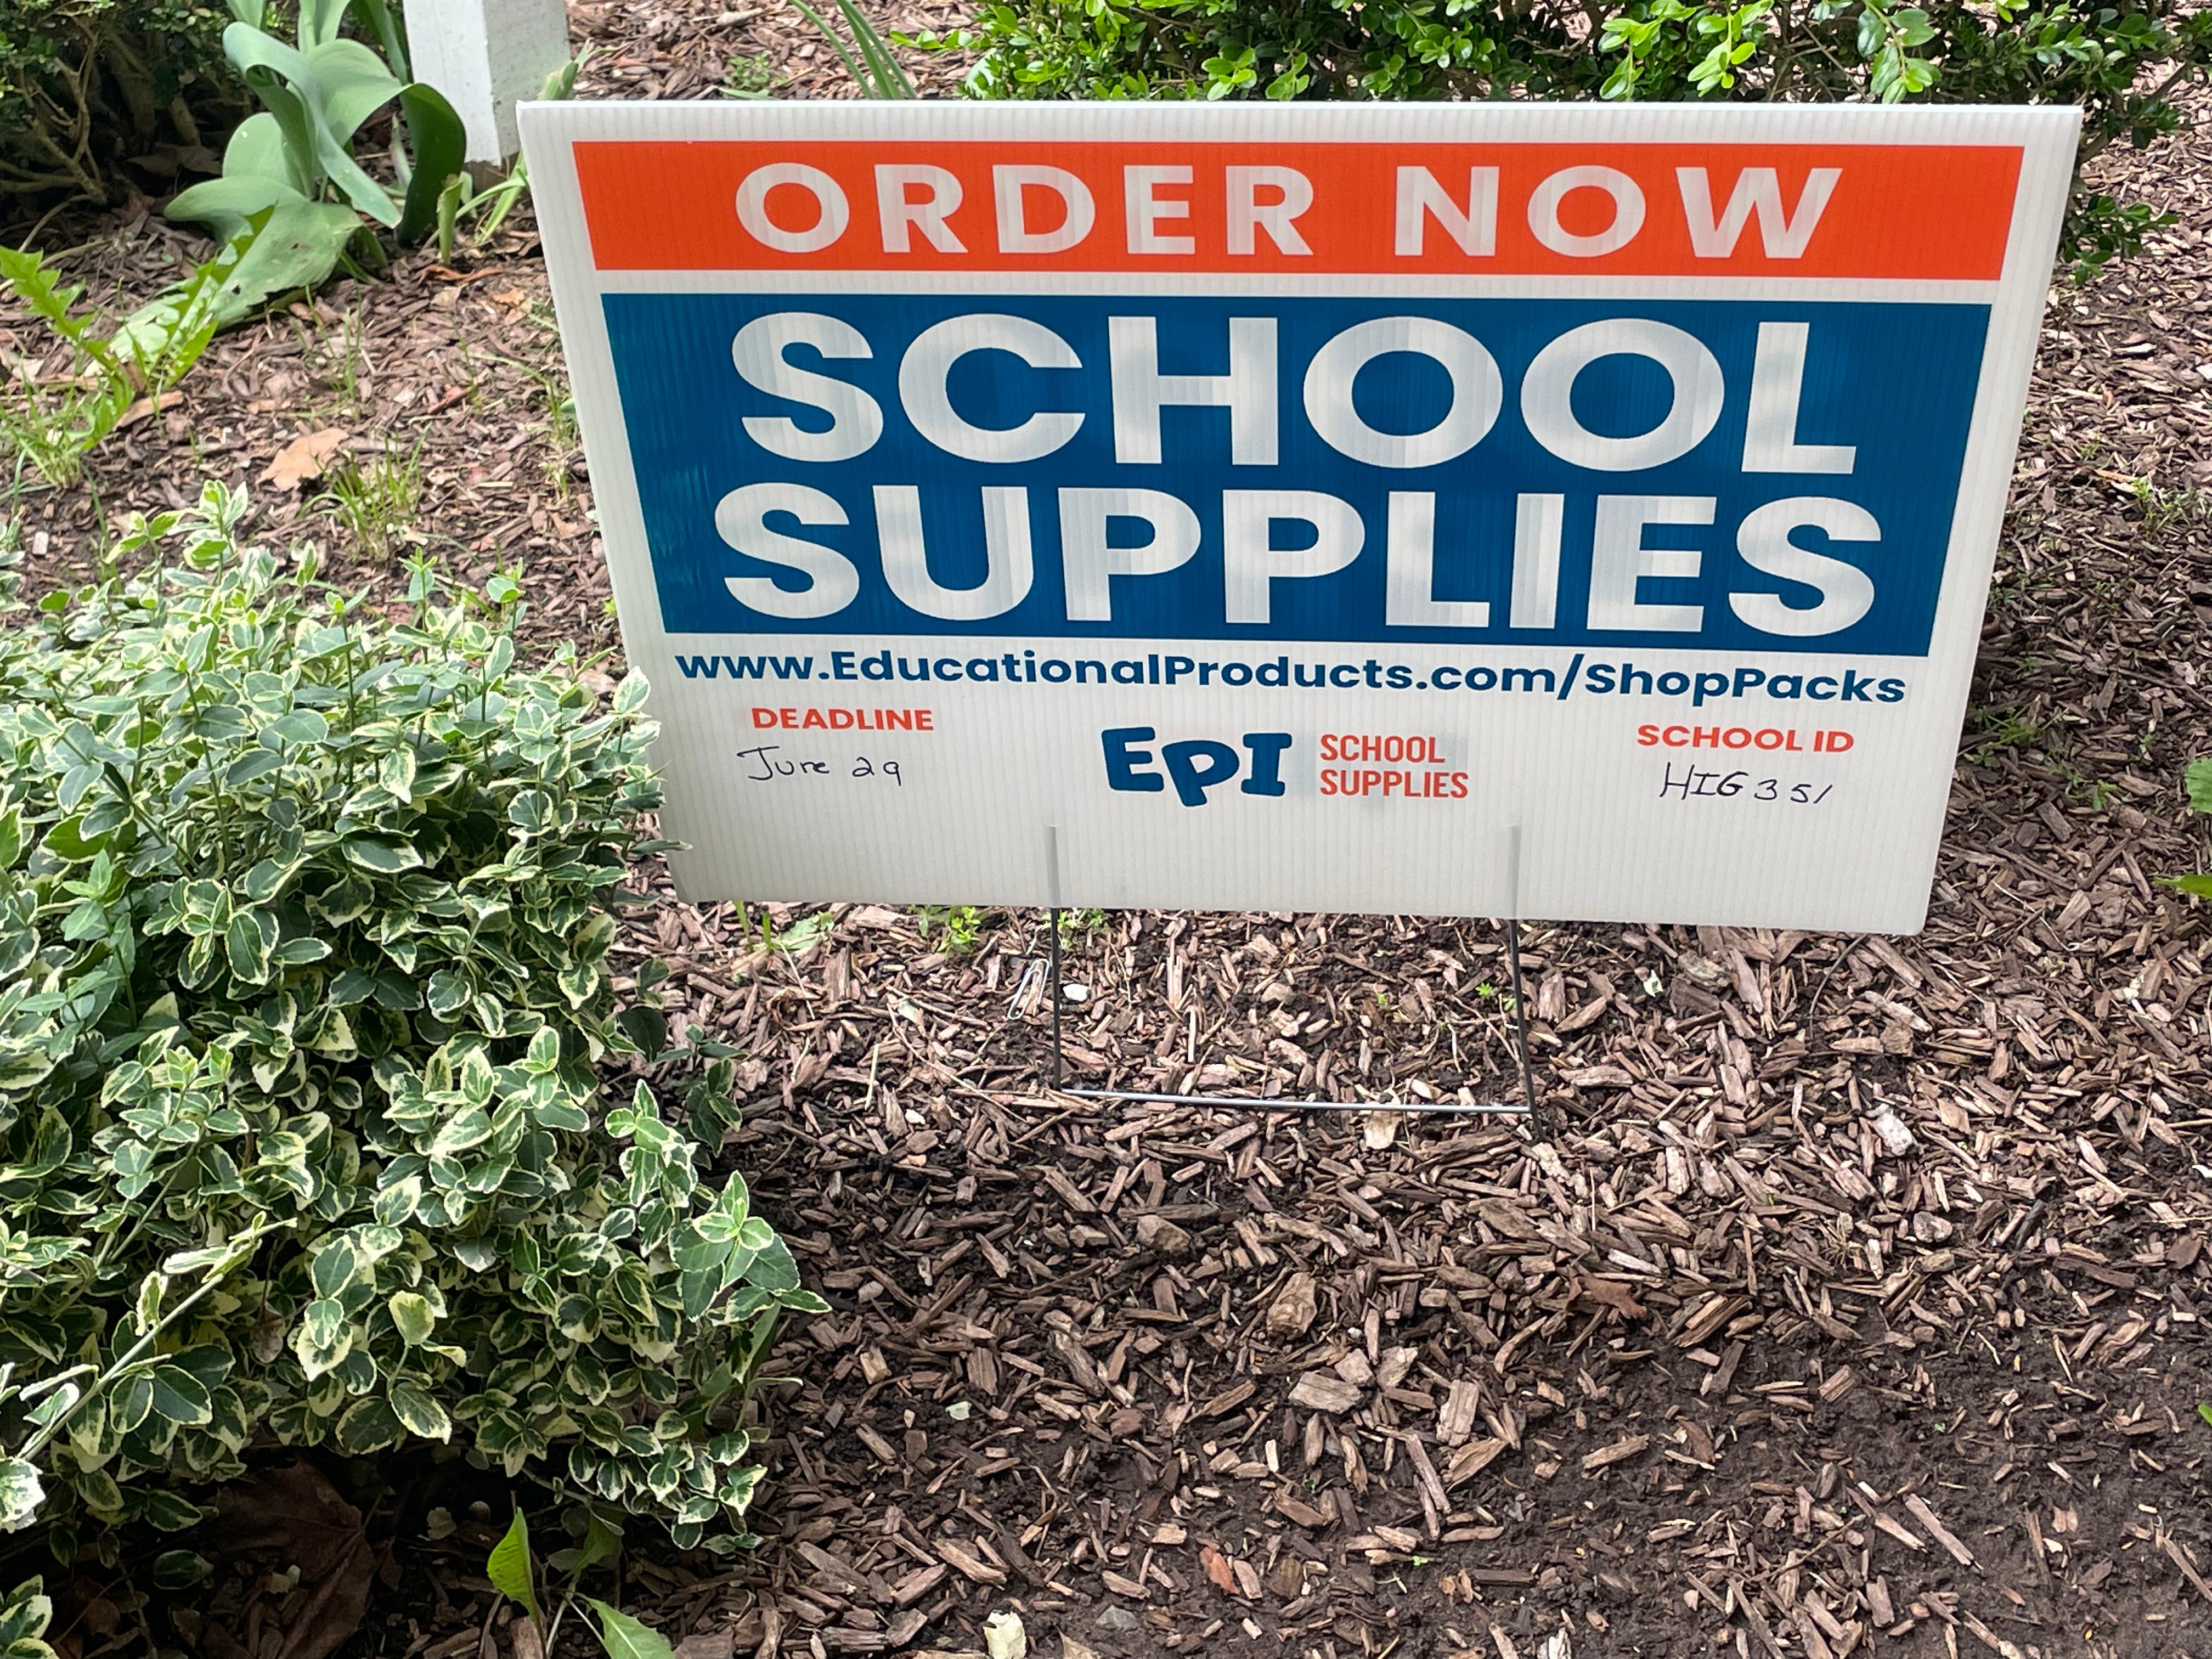 ORDER NOW
SCHOOL
SUPPLIES
www.EducationalProducts.com/ShopPacks
DEADLINE
June 29
EPI
SCHOOL
SUPPLIES
SCHOOL ID
HIG351